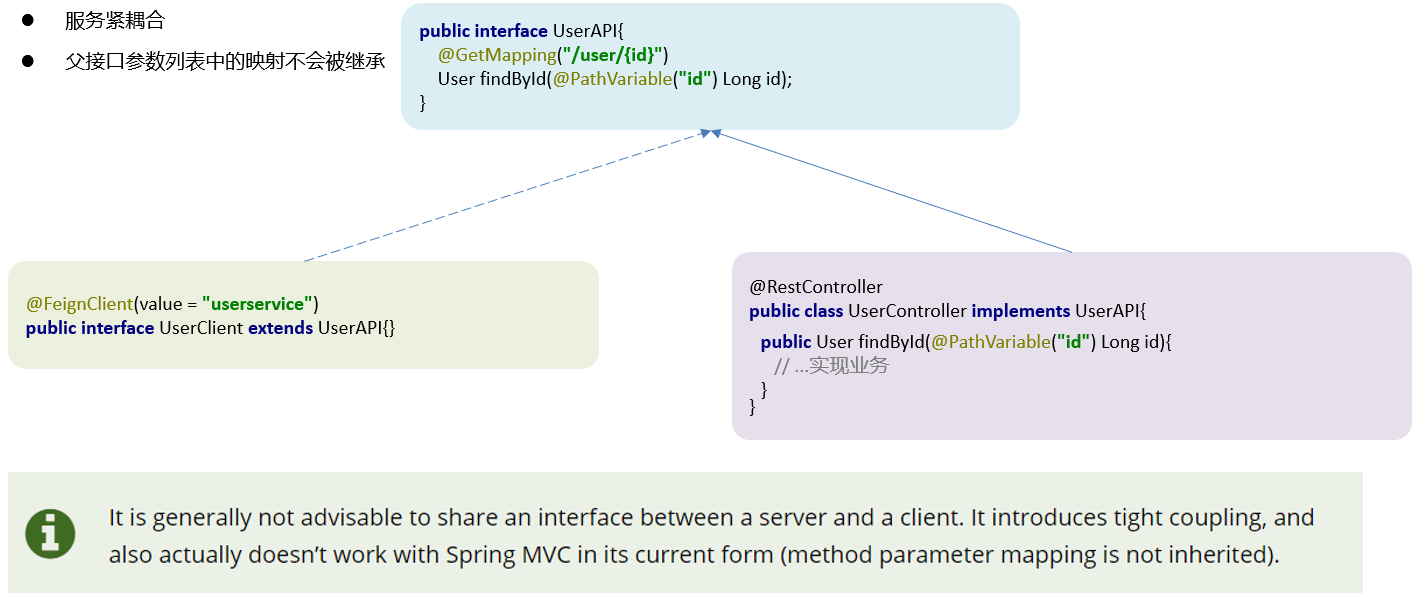 服务紧耦合
父接口参数列表中的映射不会被继承
public interface UserAPI{
@GetMapping("/user/{id}")
User findById(@PathVariable("id") Long id);
}
@FeignClient(value = "userservice")
public interface UserClient extends UserAPI{}
@RestController
public class UserController implements UserAPI{
public User findById(@PathVariable("id") Long id){
// ...实现业务
}
}
It is generally not advisable to share an interface between a server and a client. It introduces tight coupling, and
also actually doesn’t work with Spring MVC in its current form (method parameter mapping is not inherited).